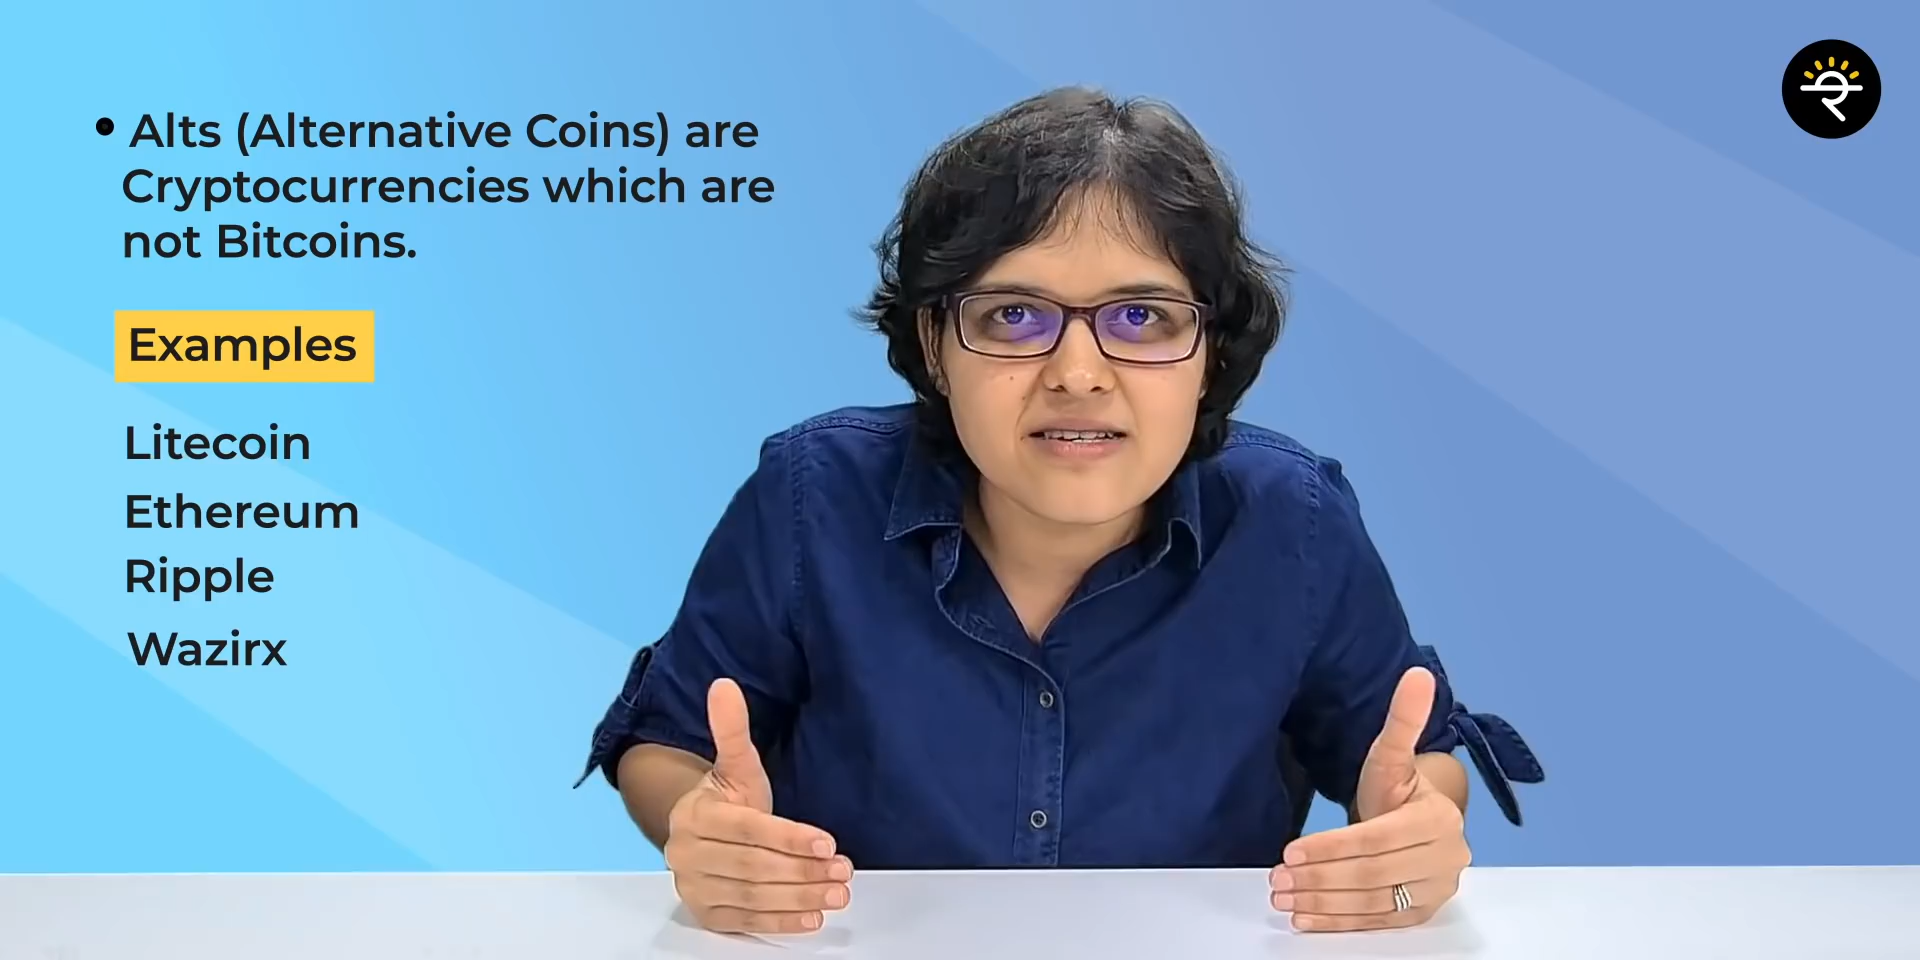 • Alts (Alternative Coins) are
Cryptocurrencies which are
not Bitcoins.
Examples
Litecoin
Ethereum
Ripple
Wazirx